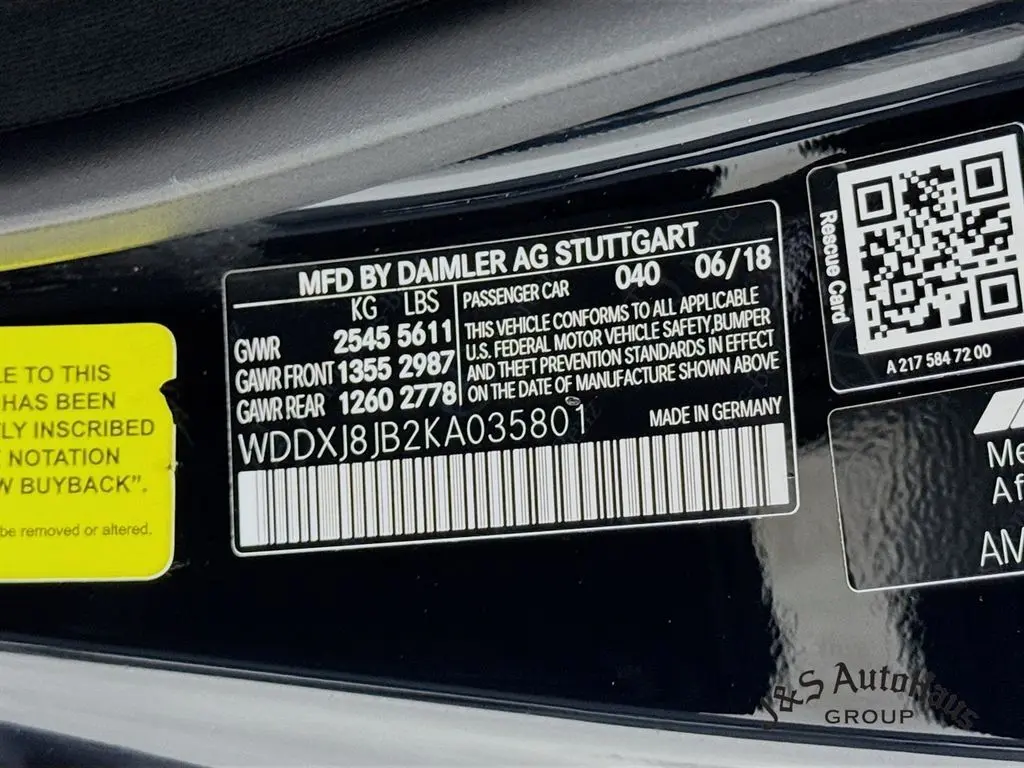 LE TO THIS
HAS BEEN
TLY INSCRIBED
NOTATION
W BUYBACK".
be removed or altered.
MFD BY DAIMLER AG STUTTGART
KG LBS
GVWR 2545 5611
GAWR FRONT 1355 2987
GAWR REAR 1260 2778
PASSENGER CAR 040 06/18
THIS VEHICLE CONFORMS TO ALL APPLICABLE
U.S. FEDERAL MOTOR VEHICLE SAFETY,BUMPER
AND THEFT PREVENTION STANDARDS IN EFFECT
ON THE DATE OF MANUFACTURE SHOWN ABOVE
WDDXJ8JB2KA035801 MADE IN GERMANY
Rescue Card
A 217 584 72 00
Me
Af
AM
J&S AutoHaus
GROUP